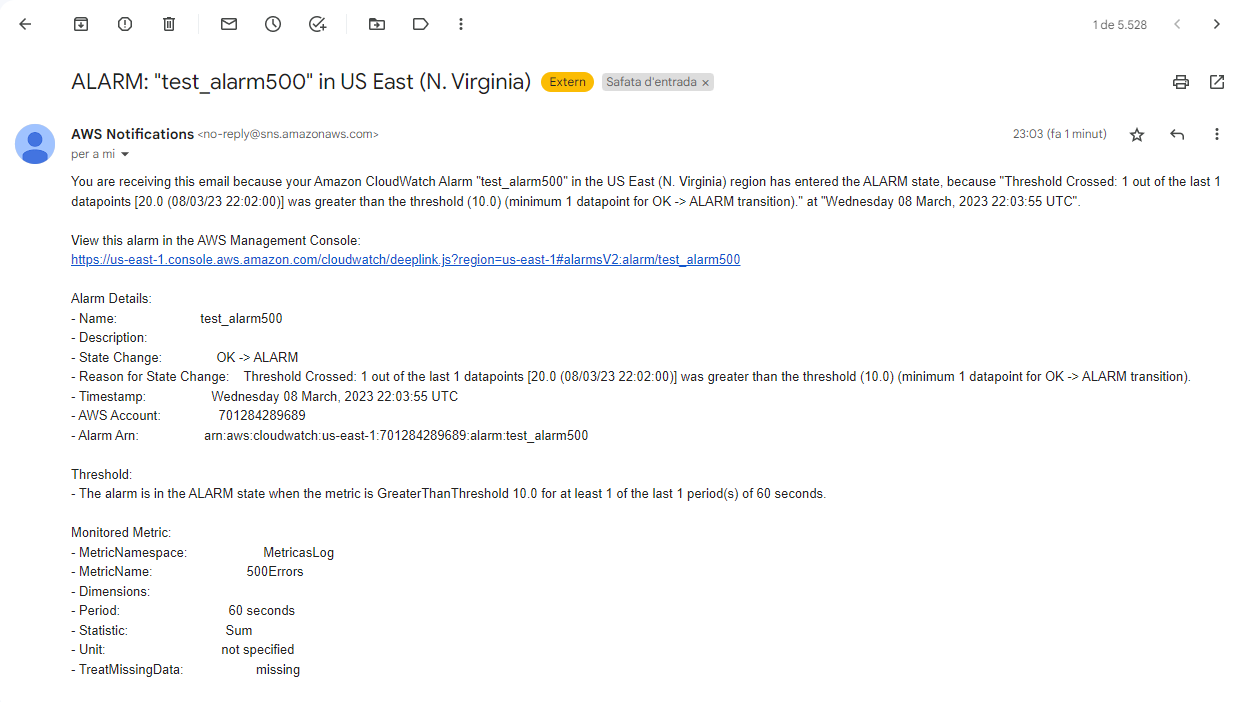 1 de 5.528
ALARM: "test_alarm500" in US East (N. Virginia) Extern Safata d'entrada ×
AWS Notifications <no-reply@sns.amazonaws.com> 23:03 (fa 1 minut)
per a mi
You are receiving this email because your Amazon CloudWatch Alarm "test_alarm500" in the US East (N. Virginia) region has entered the ALARM state, because "Threshold Crossed: 1 out of the last 1
datapoints [20.0 (08/03/23 22:02:00)] was greater than the threshold (10.0) (minimum 1 datapoint for OK -> ALARM transition)." at "Wednesday 08 March, 2023 22:03:55 UTC".
View this alarm in the AWS Management Console:
https://us-east-1.console.aws.amazon.com/cloudwatch/deeplink.js?region=us-east-1#alarmsV2:alarm/test_alarm500
Alarm Details:
- Name: test_alarm500
- Description:
- State Change: OK -> ALARM
- Reason for State Change: Threshold Crossed: 1 out of the last 1 datapoints [20.0 (08/03/23 22:02:00)] was greater than the threshold (10.0) (minimum 1 datapoint for OK -> ALARM transition).
- Timestamp: Wednesday 08 March, 2023 22:03:55 UTC
- AWS Account: 701284289689
- Alarm Arn: arn:aws:cloudwatch:us-east-1:701284289689:alarm:test_alarm500
Threshold:
- The alarm is in the ALARM state when the metric is GreaterThanThreshold 10.0 for at least 1 of the last 1 period(s) of 60 seconds.
Monitored Metric:
- MetricNamespace: MetricasLog
- MetricName: 500Errors
- Dimensions:
- Period: 60 seconds
- Statistic: Sum
- Unit: not specified
- TreatMissingData: missing